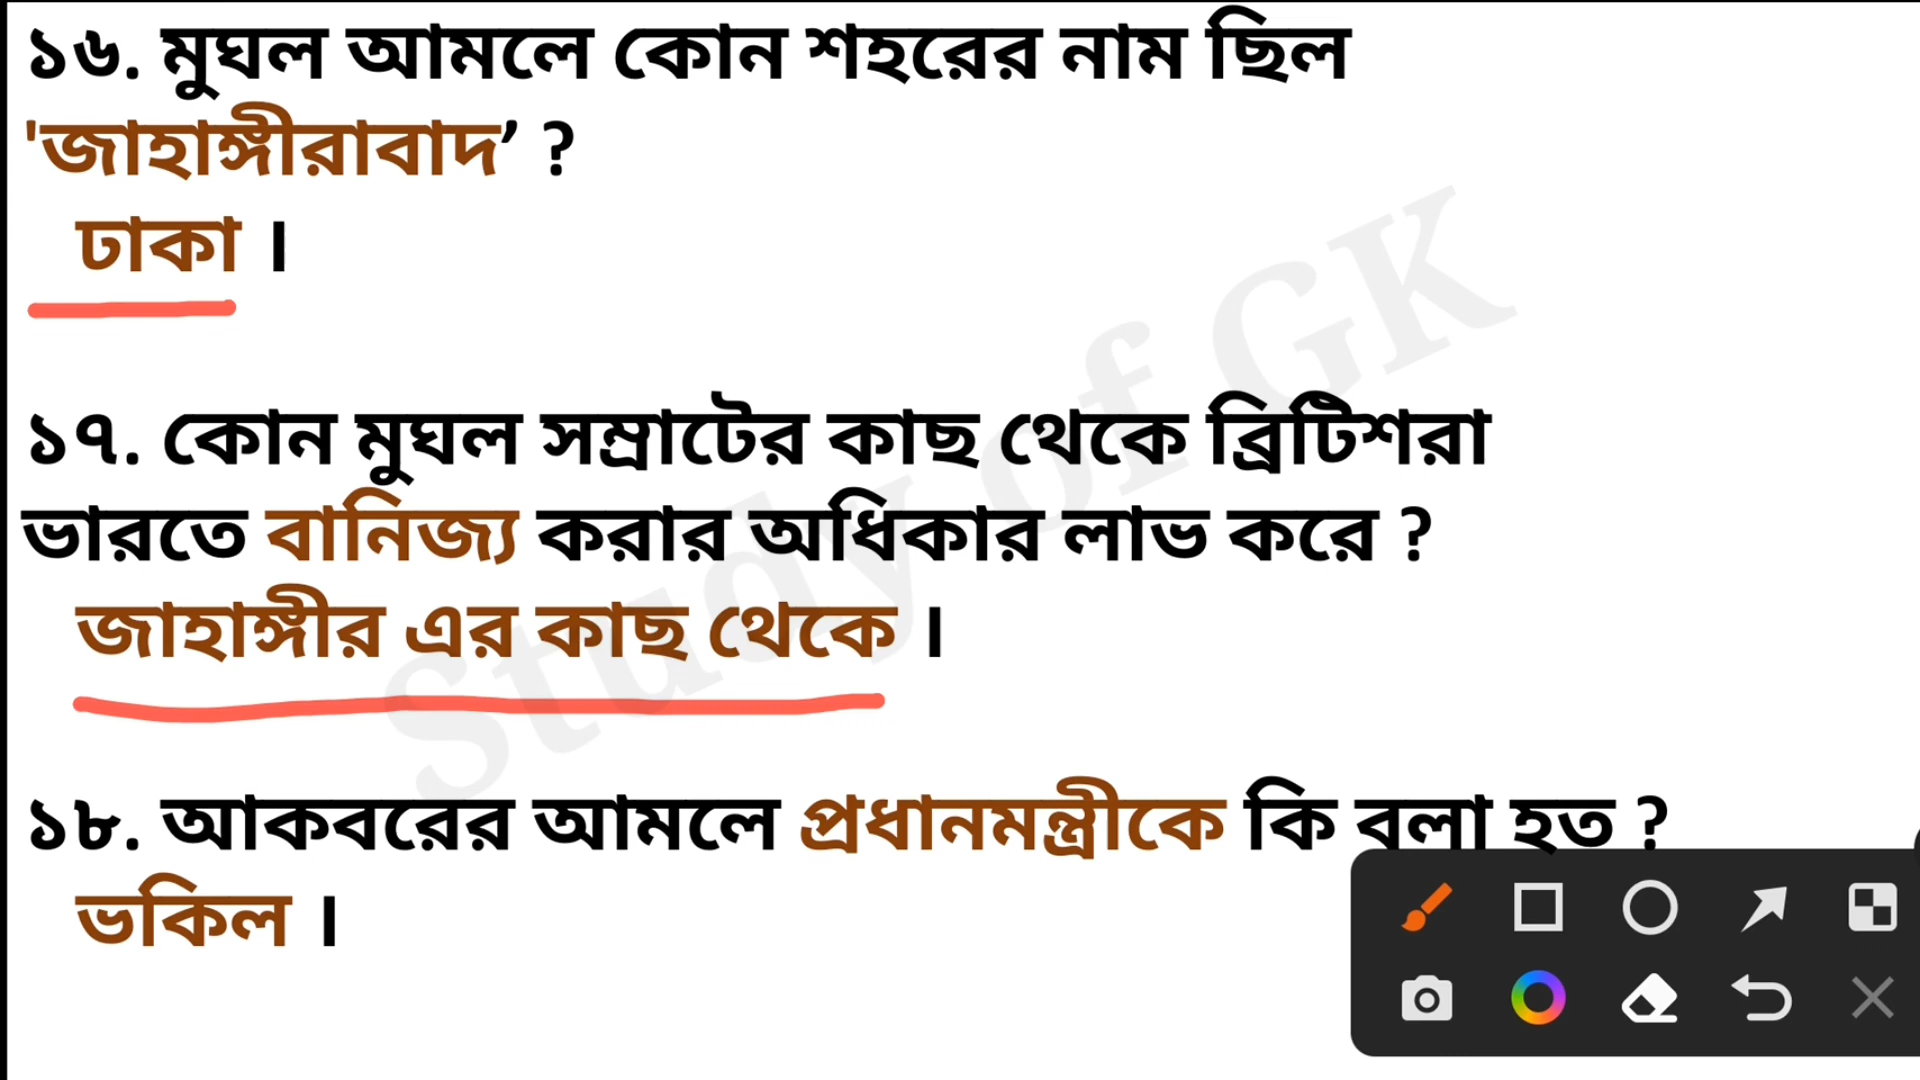 ১৬. মুঘল আমলে কোন শহরের নাম ছিল
'জাহাঙ্গীরাবাদ’ ?
ঢাকা ।
১৭. কোন মুঘল সম্রাটের কাছ থেকে ব্রিটিশরা
ভারতে বানিজ্য করার অধিকার লাভ করে ?
জাহাঙ্গীর এর কাছ থেকে ।
১৮. আকবরের আমলে প্রধানমন্ত্রীকে কি বলা হত ?
ভকিল ।
Study of GK